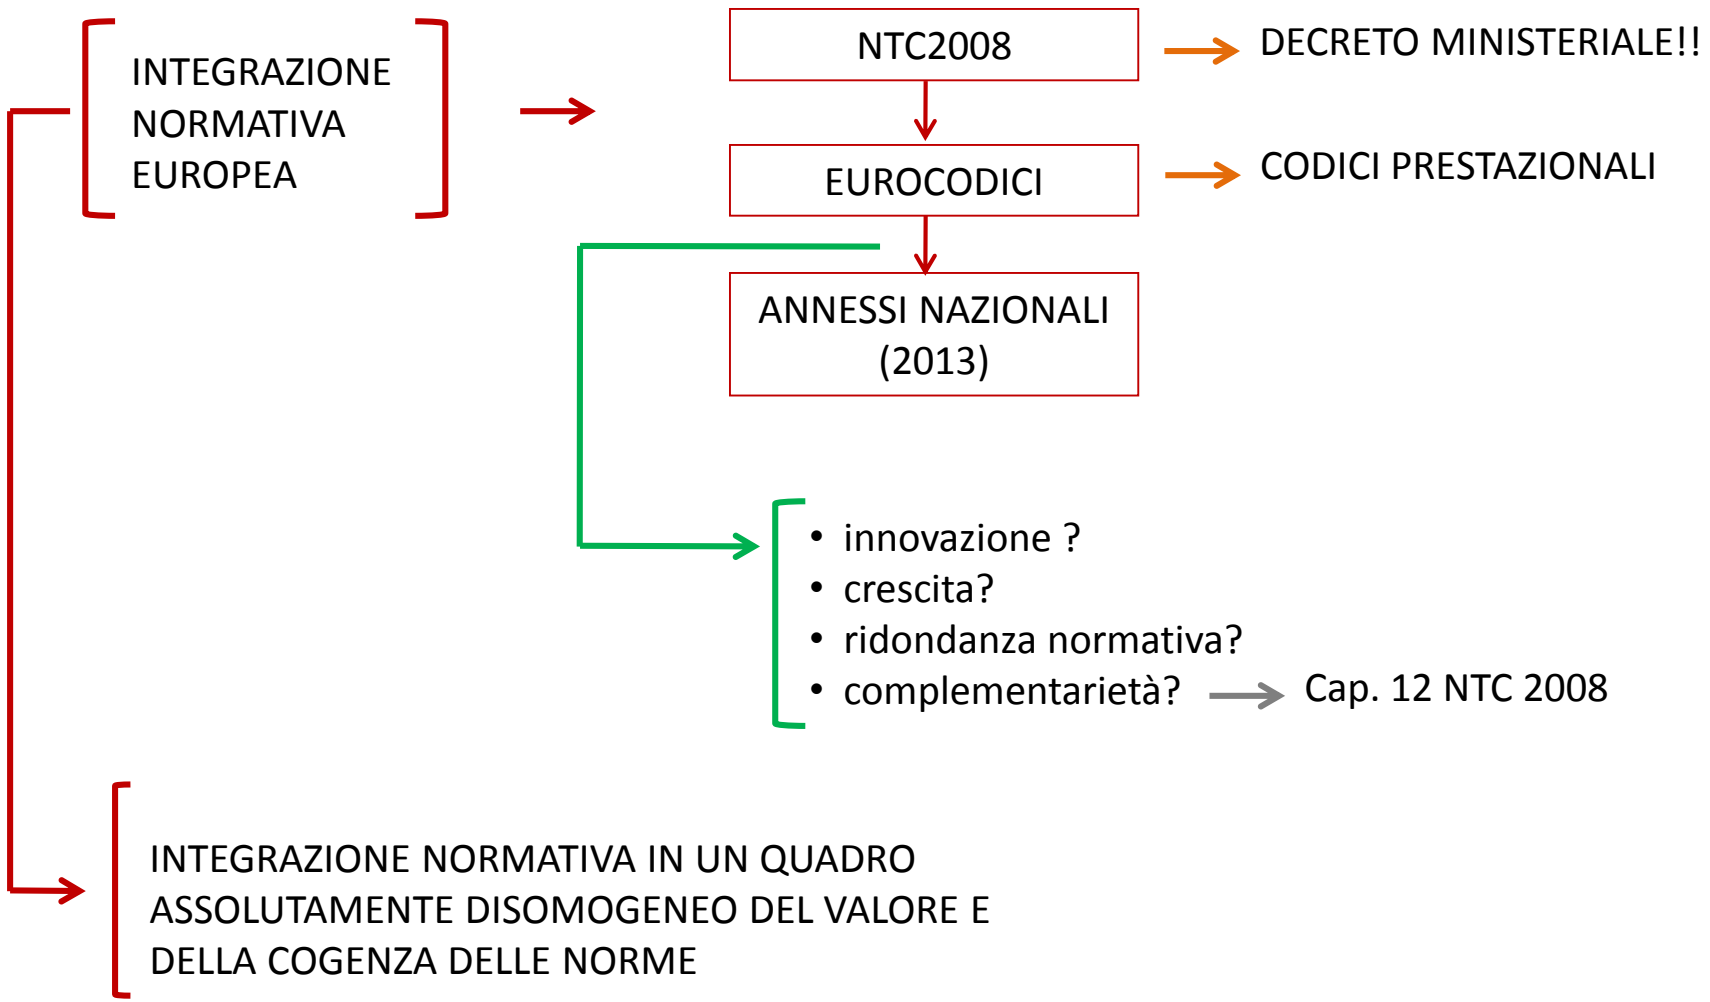 INTEGRAZIONE
NORMATIVA
EUROPEA
NTC2008
DECRETO MINISTERIALE!!
EUROCODICI
CODICI PRESTAZIONALI
ANNESSI NAZIONALI
(2013)
• innovazione ?
• crescita?
• ridondanza normativa?
• complementarietà?
Cap. 12 NTC 2008
INTEGRAZIONE NORMATIVA IN UN QUADRO
ASSOLUTAMENTE DISOMOGENEO DEL VALORE E
DELLA COGENZA DELLE NORME